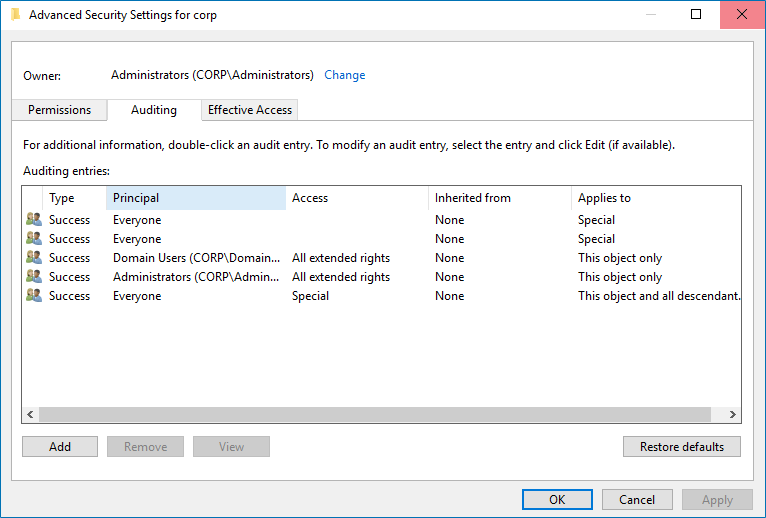 Advanced Security Settings for corp
Owner: Administrators (CORP\Administrators) Change
Permissions Auditing Effective Access
For additional information, double-click an audit entry. To modify an audit entry, select the entry and click Edit (if available).
Auditing entries:
Type Principal Access Inherited from Applies to
Success Everyone None Special
Success Everyone None Special
Success Domain Users (CORP\Domain... All extended rights None This object only
Success Administrators (CORP\Admin... All extended rights None This object only
Success Everyone Special None This object and all descendant.
Add Remove View Restore defaults
OK Cancel Apply